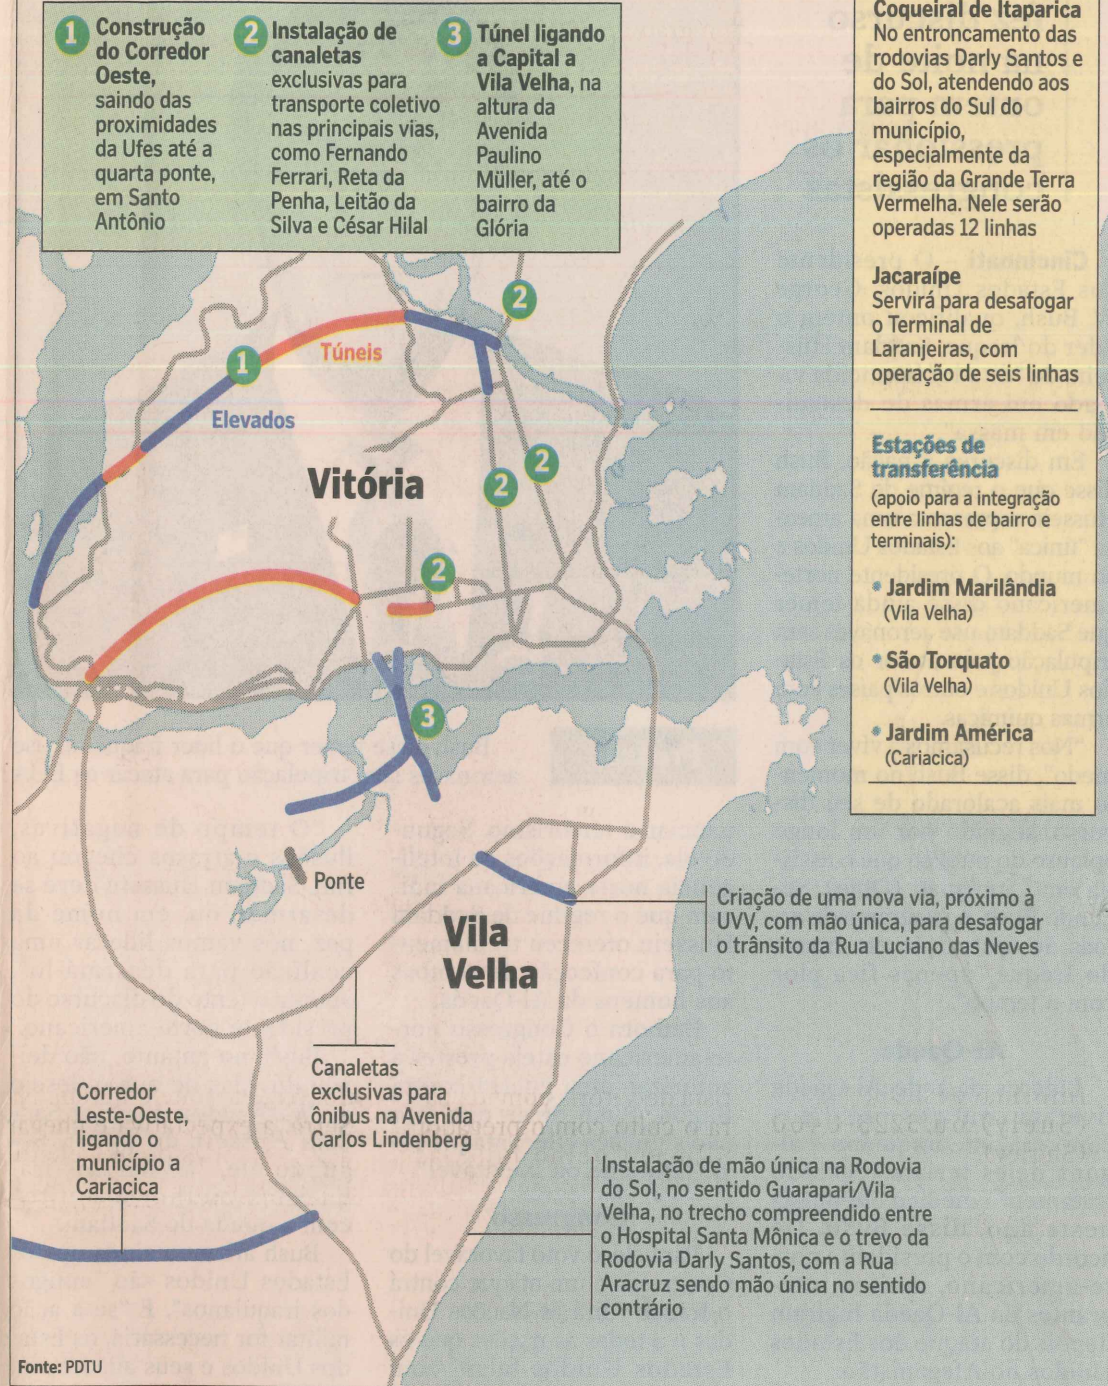 1 Construção
do Corredor
Oeste,
saindo das
proximidades
da Ufes até a
quarta ponte,
em Santo
Antônio
2 Instalação de
canaletas
exclusivas para
transporte coletivo
nas principais vias,
como Fernando
Ferrari, Reta da
Penha, Leitão da
Silva e César Hilal
3 Túnel ligando
a Capital a
Vila Velha, na
altura da
Avenida
Paulino
Müller, até o
bairro da
Glória
Coqueiral de Itaparica
No entroncamento das
rodovias Darly Santos e
do Sol, atendendo aos
bairros do Sul do
município,
especialmente da
região da Grande Terra
Vermelha. Nele serão
operadas 12 linhas
Jacaraípe
Servirá para desafogar
o Terminal de
Laranjeiras, com
operação de seis linhas
Estações de
transferência
(apoio para a integração
entre linhas de bairro e
terminais):
• Jardim Marilândia
(Vila Velha)
• São Torquato
(Vila Velha)
• Jardim América
(Cariacica)
2
1
Túneis
Elevados
Vitória
2
2
2
3
Ponte
Vila
Velha
Criação de uma nova via, próximo à
UVV, com mão única, para desafogar
o trânsito da Rua Luciano das Neves
Canaletas
exclusivas para
ônibus na Avenida
Carlos Lindenberg
Corredor
Leste-Oeste,
ligando o
município a
Cariacica
Instalação de mão única na Rodovia
do Sol, no sentido Guarapari/Vila
Velha, no trecho compreendido entre
o Hospital Santa Mônica e o trevo da
Rodovia Darly Santos, com a Rua
Aracruz sendo mão única no sentido
contrário
Fonte: PDTU